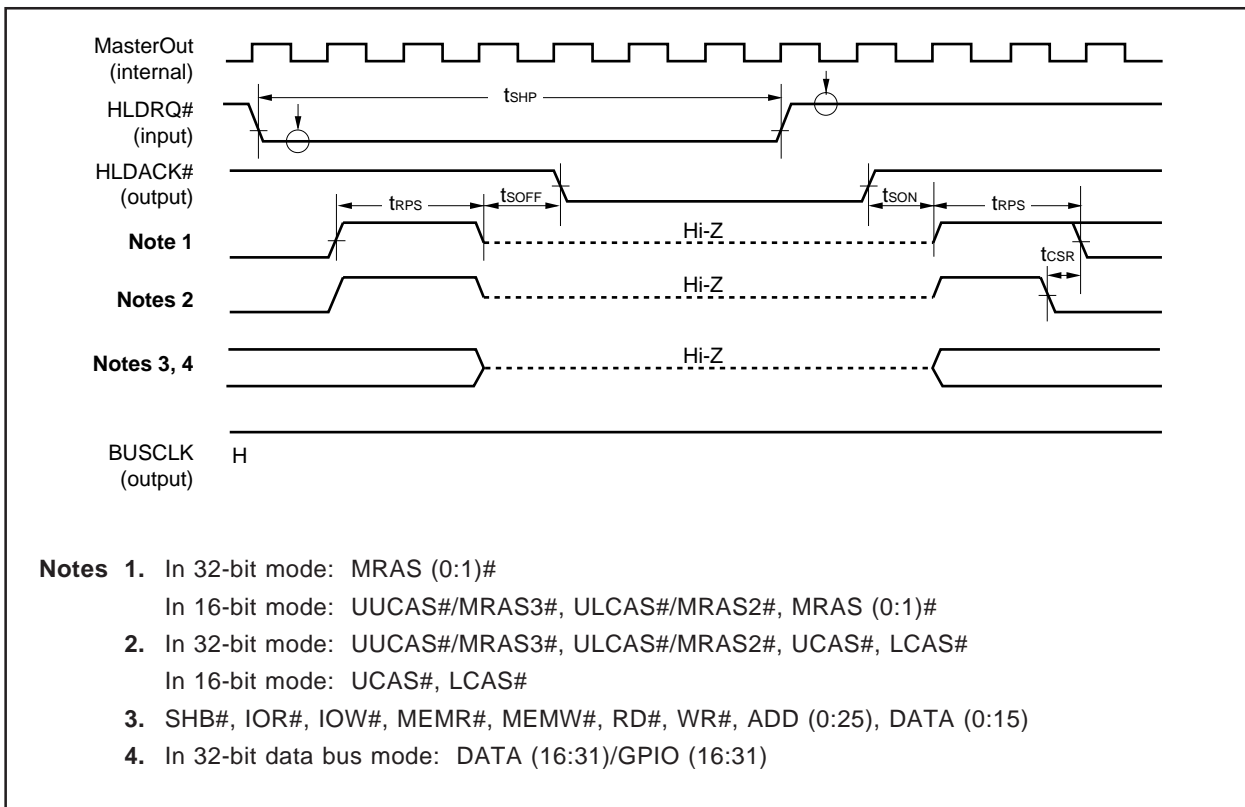 MasterOut
(internal)
tSHP
HLDRQ#
(input)
HLDACK#
(output)
tRPS
tSOFF
tSON
tRPS
Note 1
Hi-Z
tCSR
Notes 2
Hi-Z
Notes 3, 4
Hi-Z
BUSCLK
(output)
H
Notes 1. In 32-bit mode: MRAS (0:1)#
In 16-bit mode: UUCAS#/MRAS3#, ULCAS#/MRAS2#, MRAS (0:1)#
2. In 32-bit mode: UUCAS#/MRAS3#, ULCAS#/MRAS2#, UCAS#, LCAS#
In 16-bit mode: UCAS#, LCAS#
3. SHB#, IOR#, IOW#, MEMR#, MEMW#, RD#, WR#, ADD (0:25), DATA (0:15)
4. In 32-bit data bus mode: DATA (16:31)/GPIO (16:31)